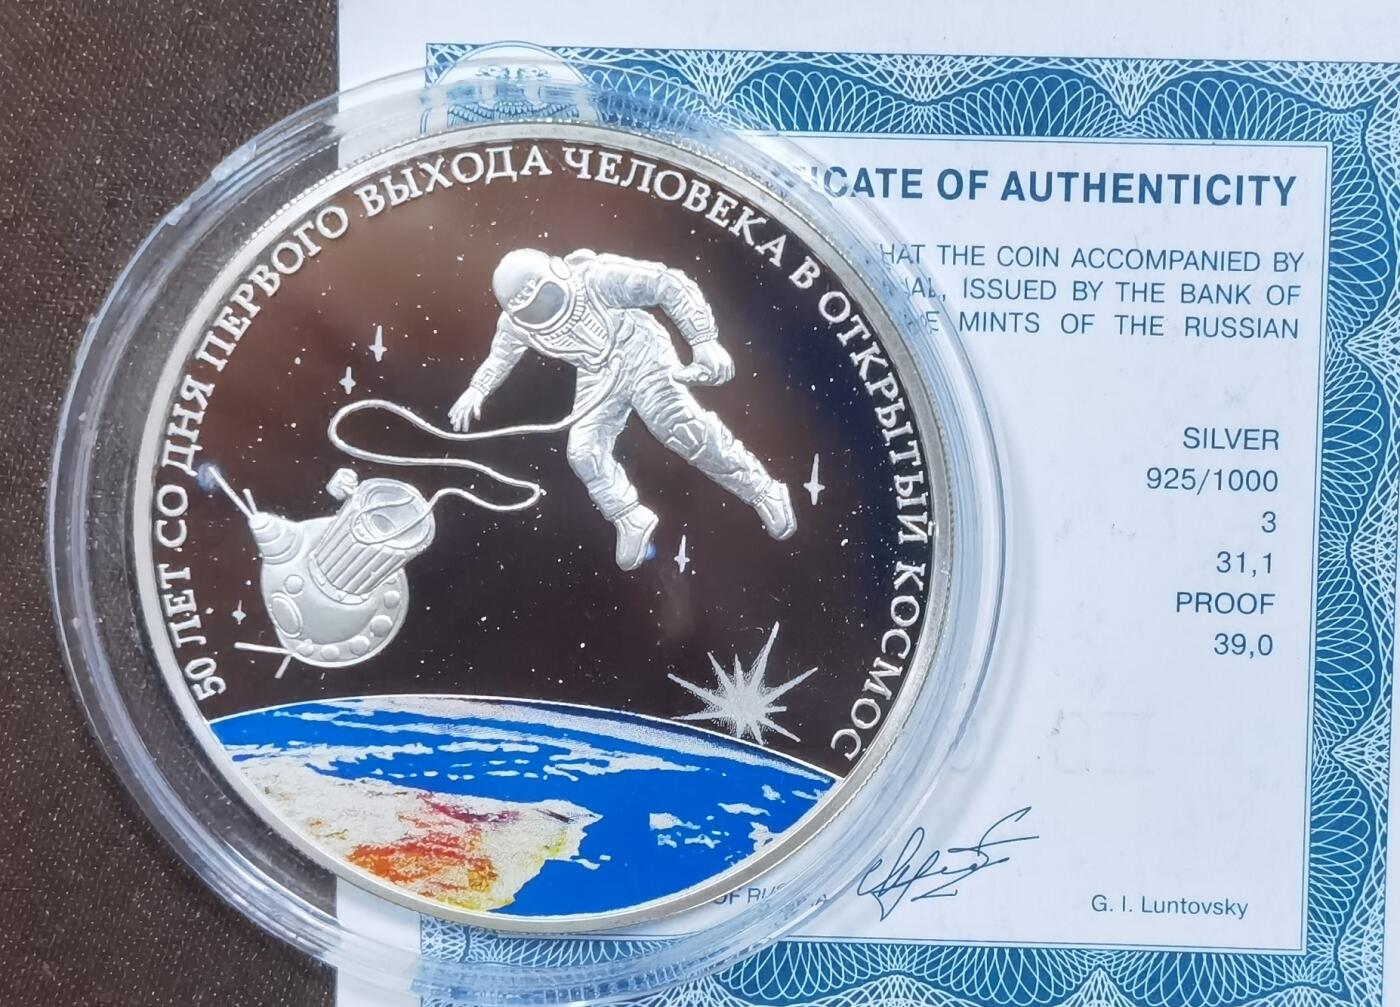 50 ЛЕТ СО ДНЯ ПЕРВОГО ВЫХОДА ЧЕЛОВЕКА В ОТКРЫТЫЙ КОСМОС
ICATE OF AUTHENTICITY
HAT THE COIN ACCOMPANIED BY
ISSUED BY THE BANK OF
MINTS OF THE RUSSIAN
SILVER
925/1000
3
31,1
PROOF
39,0
G. I. Luntovsky